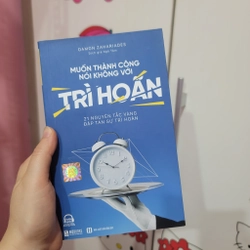 DAMON ZAHARIADES
MUỐN THÀNH CÔNG
NÓI KHÔNG VỚI
TRÌ HOÃN
21 NGUYÊN TẮC VÀNG
ĐẬP TAN SỰ TRÌ HOÃN